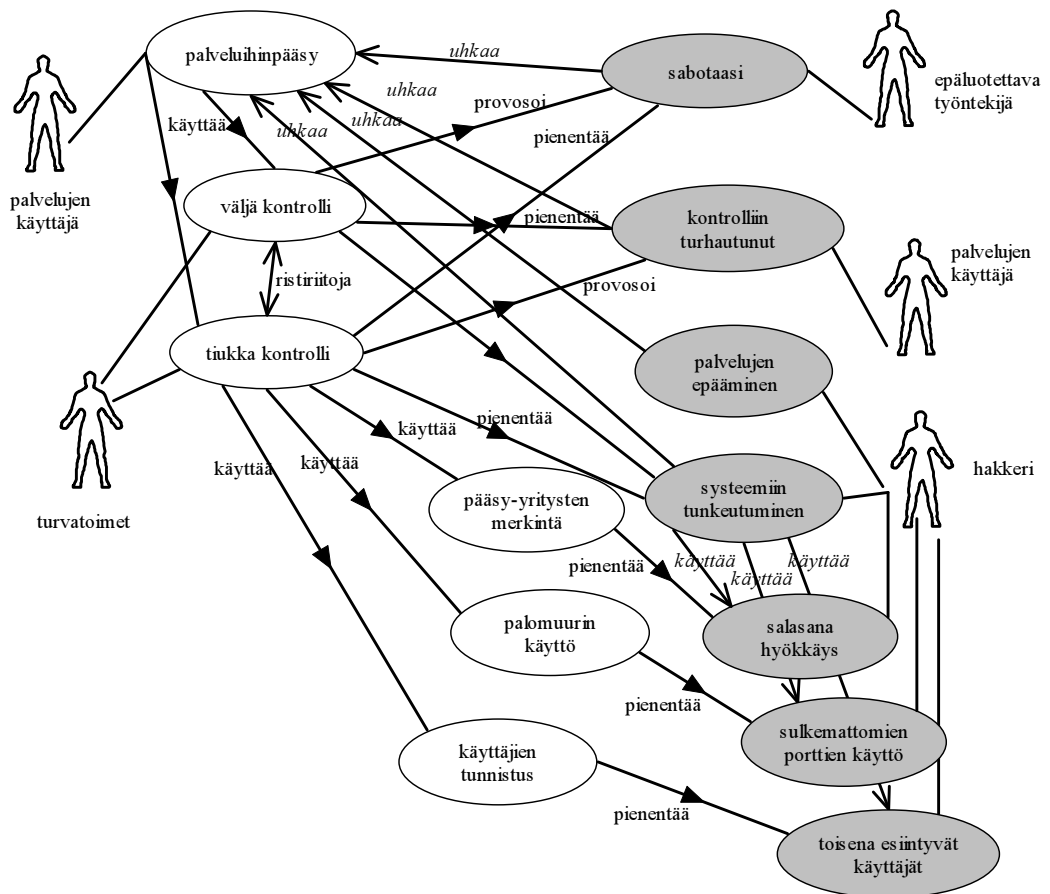 palveluihinpääsy
uhkaa
sabotaasi
epäluotettava
työntekijä
uhkaa
provosoi
käyttää
uhkaa
uhkaa
pienentää
palvelujen
käyttäjä
väljä kontrolli
pienentää
kontrolliin
turhautunut
palvelujen
käyttäjä
ristiriitoja
provosoi
tiukka kontrolli
palvelujen
epääminen
käyttää
pienentää
hakkeri
käyttää
käyttää
turvatoimet
pääsy-yritysten
merkintä
systeemiin
tunkeutuminen
pienentää
käyttää
käyttää
käyttää
palomuurin
käyttö
salasana
hyökkäys
pienentää
sulkemattomien
porttien käyttö
käyttäjien
tunnistus
pienentää
toisena esiintyvät
käyttäjät